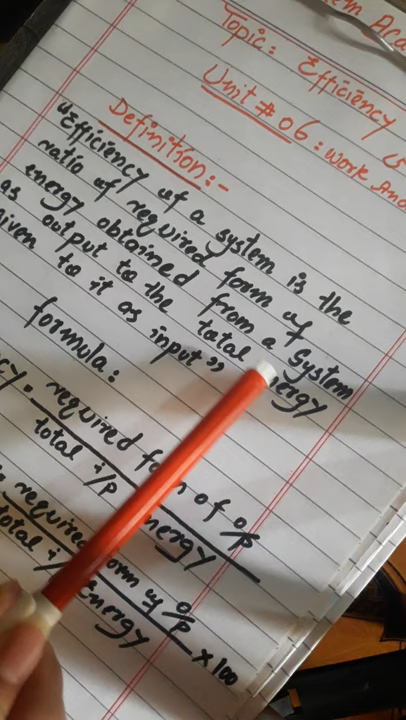 Topic: Efficiency
Unit # 06: Work And
Definition:-
"Efficiency of a system is the
ratio of required form of
energy obtained from a System
as output to the total energy
given to it as input"
formula:
required form of o/p
total i/p energy
required form of o/p
total i/p Energy × 100